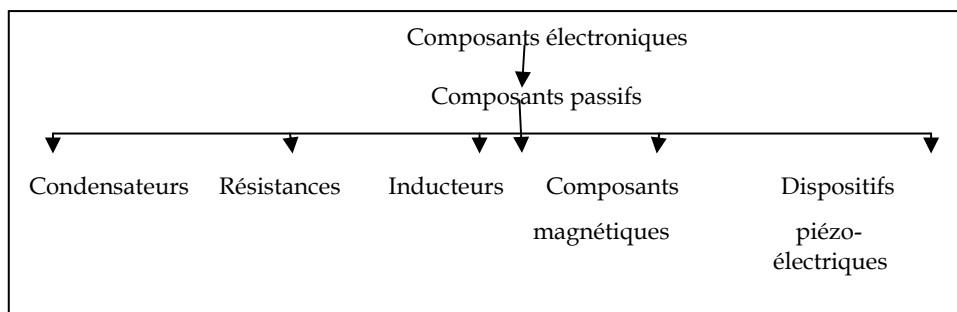 Composants électroniques
Composants passifs
Condensateurs Résistances Inducteurs Composants Dispositifs
magnétiques piézo-
électriques